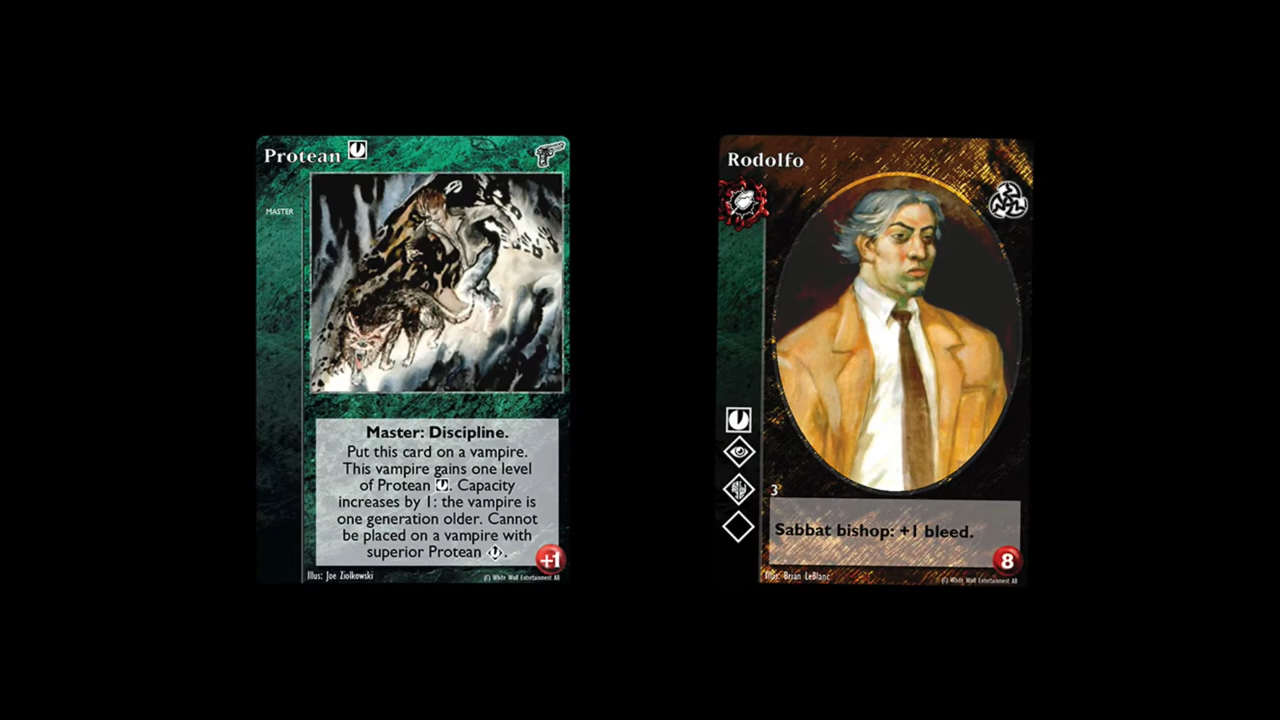 Protean
MASTER
Master: Discipline.
Put this card on a vampire.
This vampire gains one level
of Protean . Capacity
increases by 1: the vampire is
one generation older. Cannot
be placed on a vampire with
superior Protean .
+1
Illus: Joe Ziolkowski
(C) White Wolf Entertainment AB
Rodolfo
3
Sabbat bishop: +1 bleed.
8
Illus: Brian LeBlanc
(C) White Wolf Entertainment AB